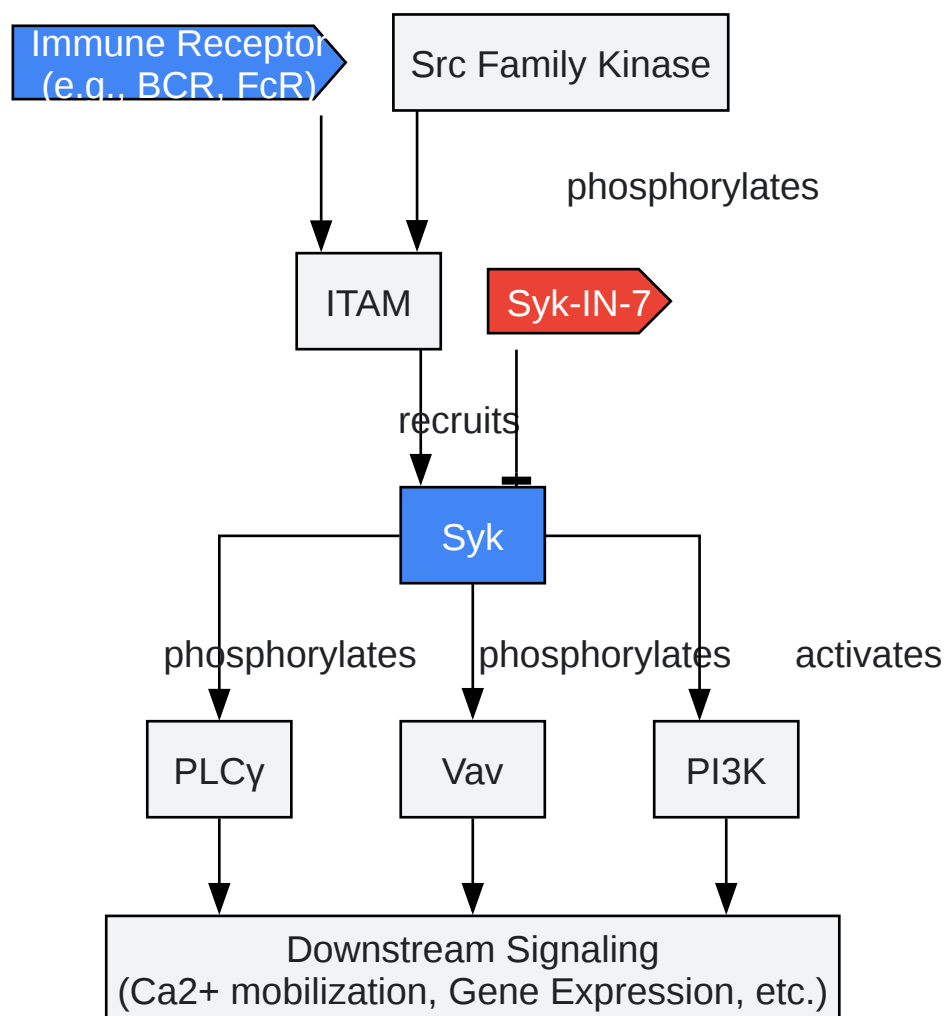 Immune Receptor
(e.g., BCR, FcR)
Src Family Kinase
phosphorylates
ITAM
Syk-IN-7
recruits
Syk
phosphorylates
phosphorylates
activates
PLCγ
Vav
PI3K
Downstream Signaling
(Ca2+ mobilization, Gene Expression, etc.)